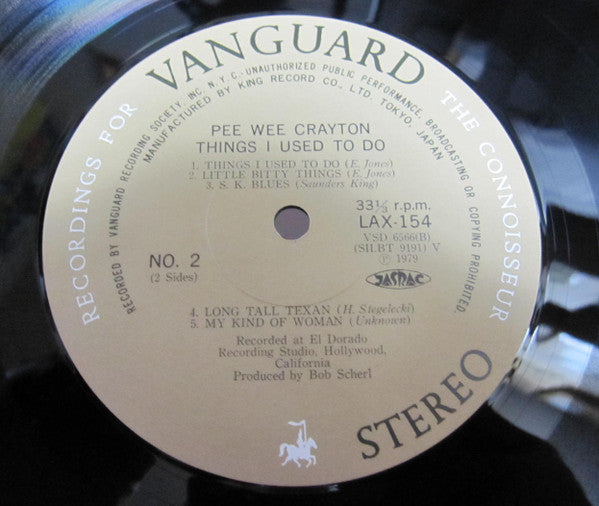 RECORDINGS FOR VANGUARD THE CONNOISSEUR
RECORDED BY VANGUARD RECORDING SOCIETY, INC. N.Y.C.-UNAUTHORIZED PUBLIC PERFORMANCE, BROADCASTING OR COPYING PROHIBITED.
MANUFACTURED BY KING RECORD CO., LTD. TOKYO, JAPAN
PEE WEE CRAYTON
THINGS I USED TO DO
1. THINGS I USED TO DO (E. Jones)
2. LITTLE BITTY THINGS (E. Jones)
3. S. K. BLUES (Saunders King)
33⅓ r.p.m.
LAX-154
VSD 6566(B)
(SILBT 9191) V
Ⓟ 1979
NO. 2
(2 Sides)
JASRAC
4. LONG TALL TEXAN (H. Stegelecki)
5. MY KIND OF WOMAN (Unknown)
Recorded at El Dorado
Recording Studio, Hollywood,
California
Produced by Bob Scherl
STEREO